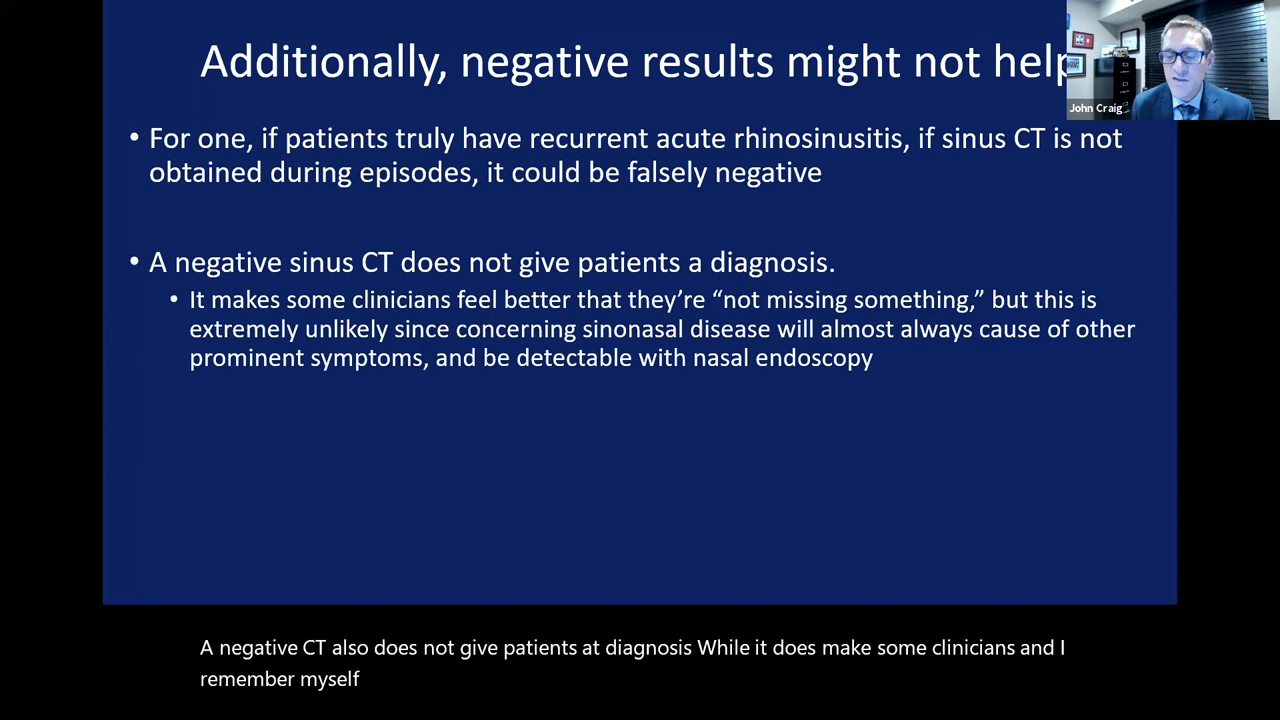 Additionally, negative results might not help
John Craig
• For one, if patients truly have recurrent acute rhinosinusitis, if sinus CT is not
obtained during episodes, it could be falsely negative
• A negative sinus CT does not give patients a diagnosis.
• It makes some clinicians feel better that they’re “not missing something,” but this is
extremely unlikely since concerning sinonasal disease will almost always cause of other
prominent symptoms, and be detectable with nasal endoscopy
A negative CT also does not give patients at diagnosis While it does make some clinicians and I
remember myself